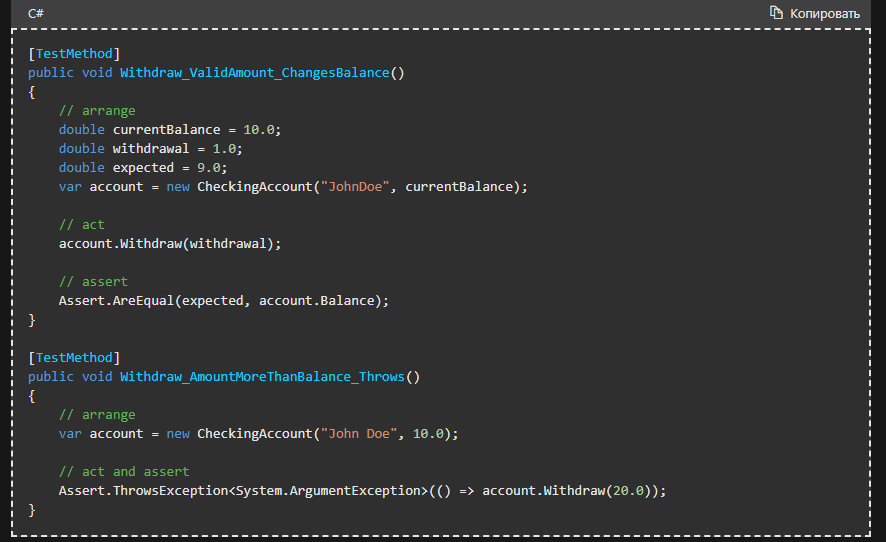 C#
Копировать
[TestMethod]
public void Withdraw_ValidAmount_ChangesBalance()
{
    // arrange
    double currentBalance = 10.0;
    double withdrawal = 1.0;
    double expected = 9.0;
    var account = new CheckingAccount("JohnDoe", currentBalance);

    // act
    account.Withdraw(withdrawal);

    // assert
    Assert.AreEqual(expected, account.Balance);
}

[TestMethod]
public void Withdraw_AmountMoreThanBalance_Throws()
{
    // arrange
    var account = new CheckingAccount("John Doe", 10.0);

    // act and assert
    Assert.ThrowsException<System.ArgumentException>(() => account.Withdraw(20.0));
}